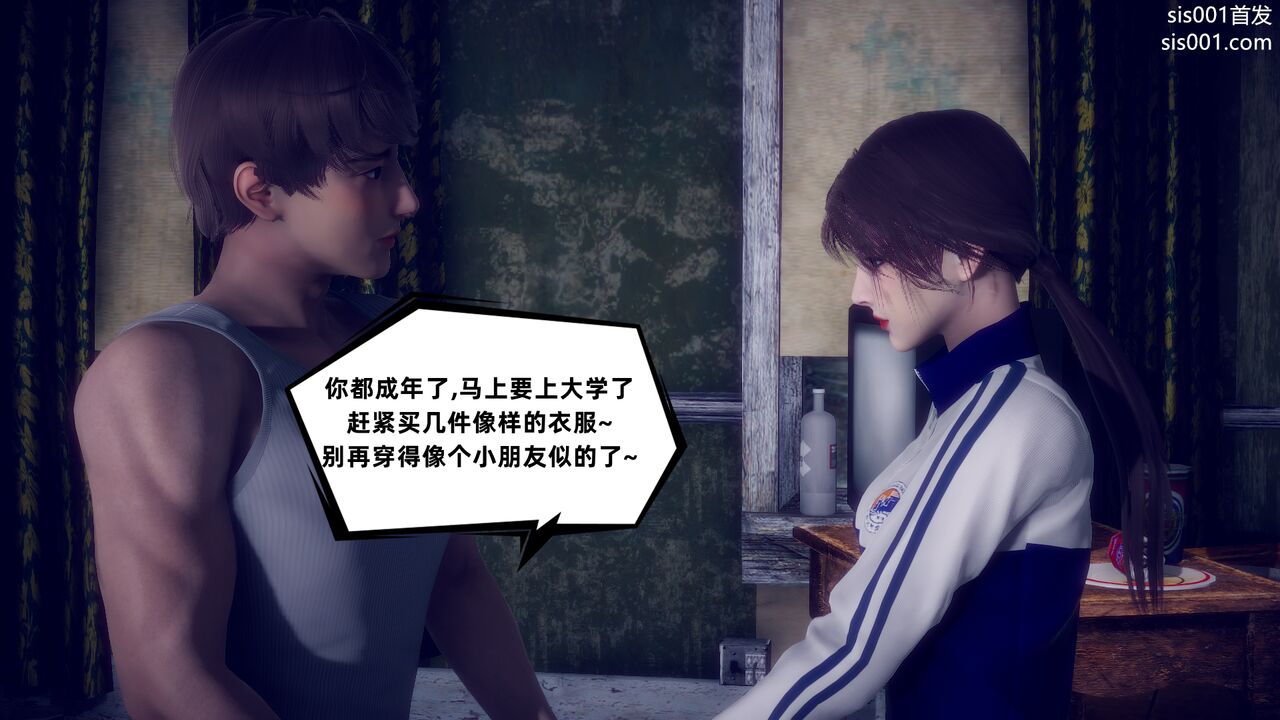 sis001首发
sis001.com
你都成年了,马上要上大学了
赶紧买几件像样的衣服~
别再穿得像个小朋友似的了~